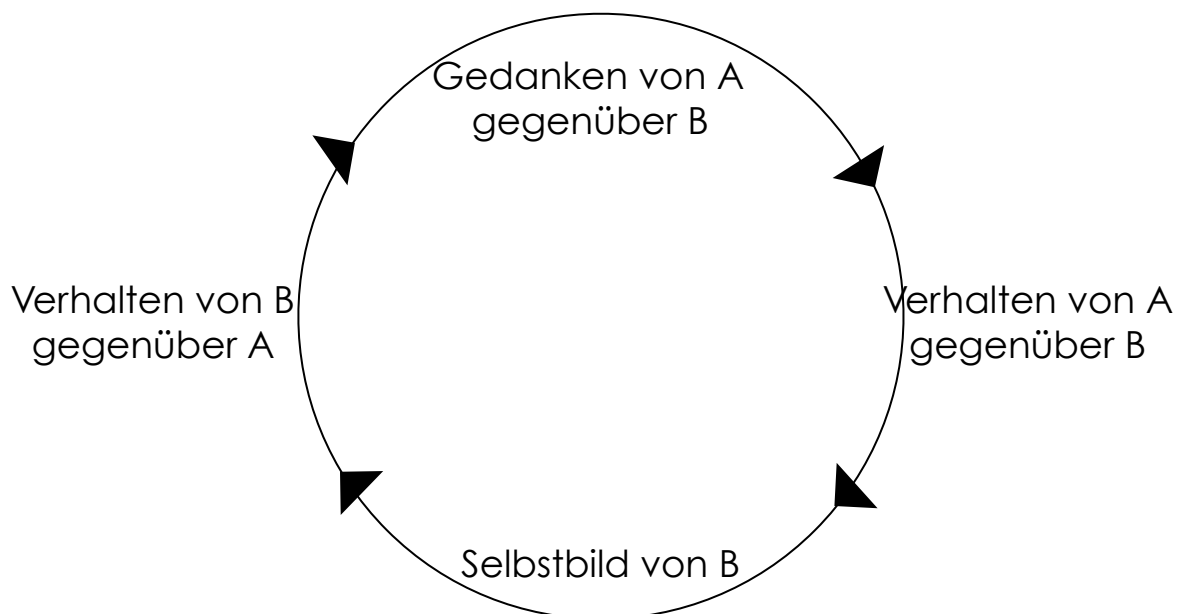 Gedanken von A
gegenüber B
Verhalten von B
gegenüber A
Verhalten von A
gegenüber B
Selbstbild von B